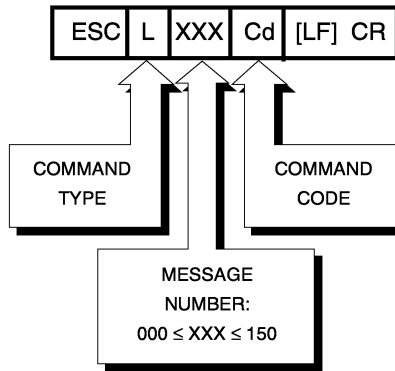 ESC L XXX Cd [LF] CR
COMMAND
TYPE
COMMAND
CODE
MESSAGE
NUMBER:
000 ≤ XXX ≤ 150